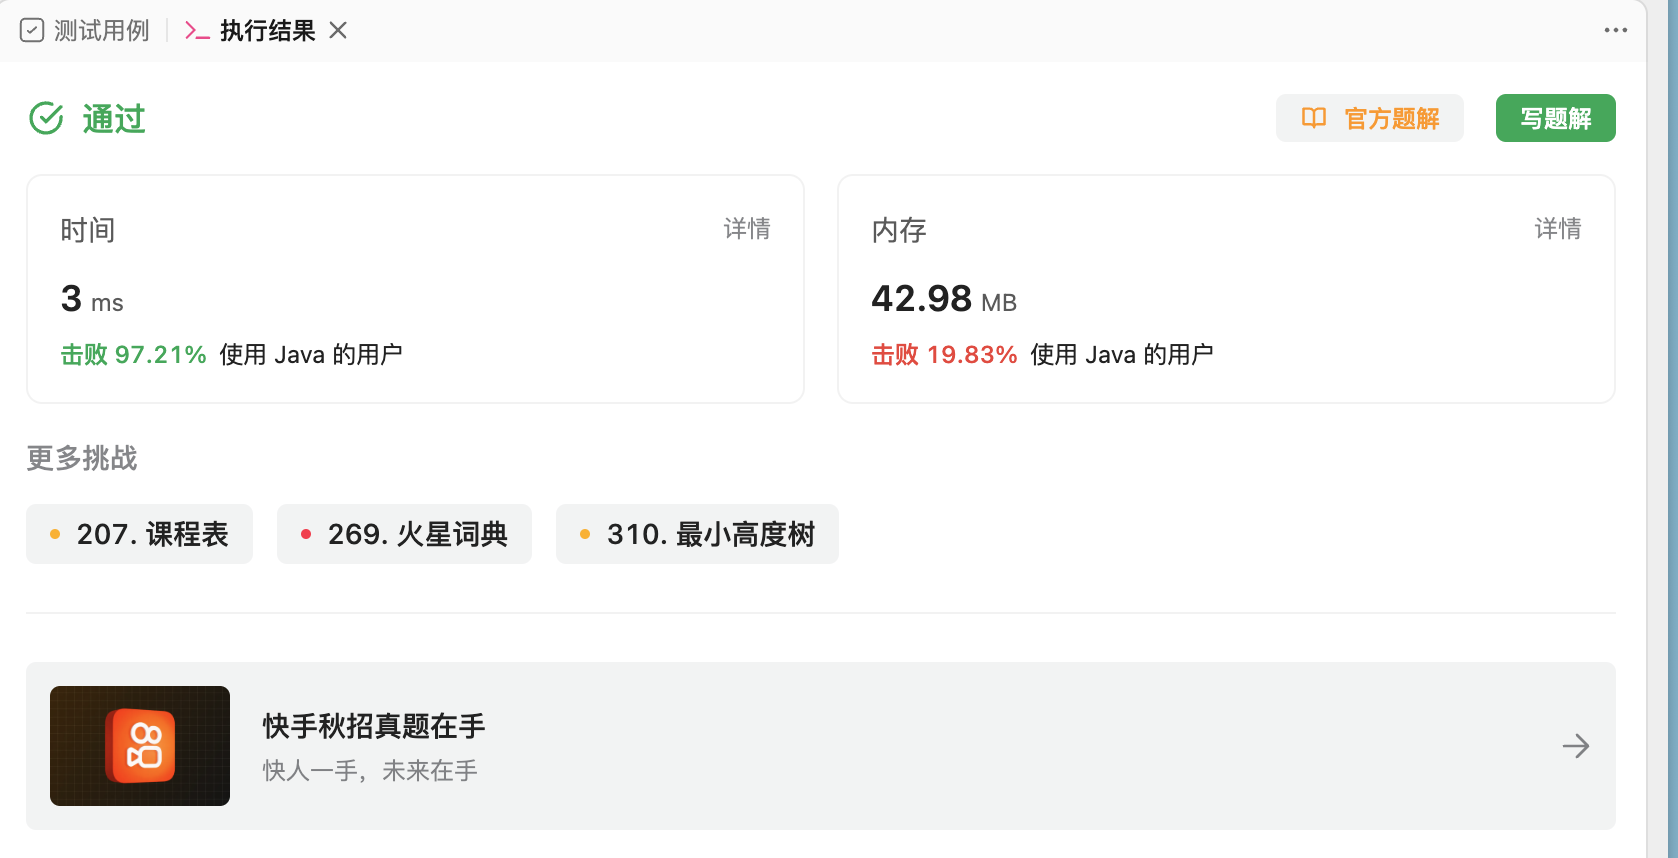 测试用例
执行结果
通过
官方题解
写题解
时间
详情
3 ms
击败 97.21% 使用 Java 的用户
内存
详情
42.98 MB
击败 19.83% 使用 Java 的用户
更多挑战
207. 课程表
269. 火星词典
310. 最小高度树
快手秋招真题在手
快人一手，未来在手